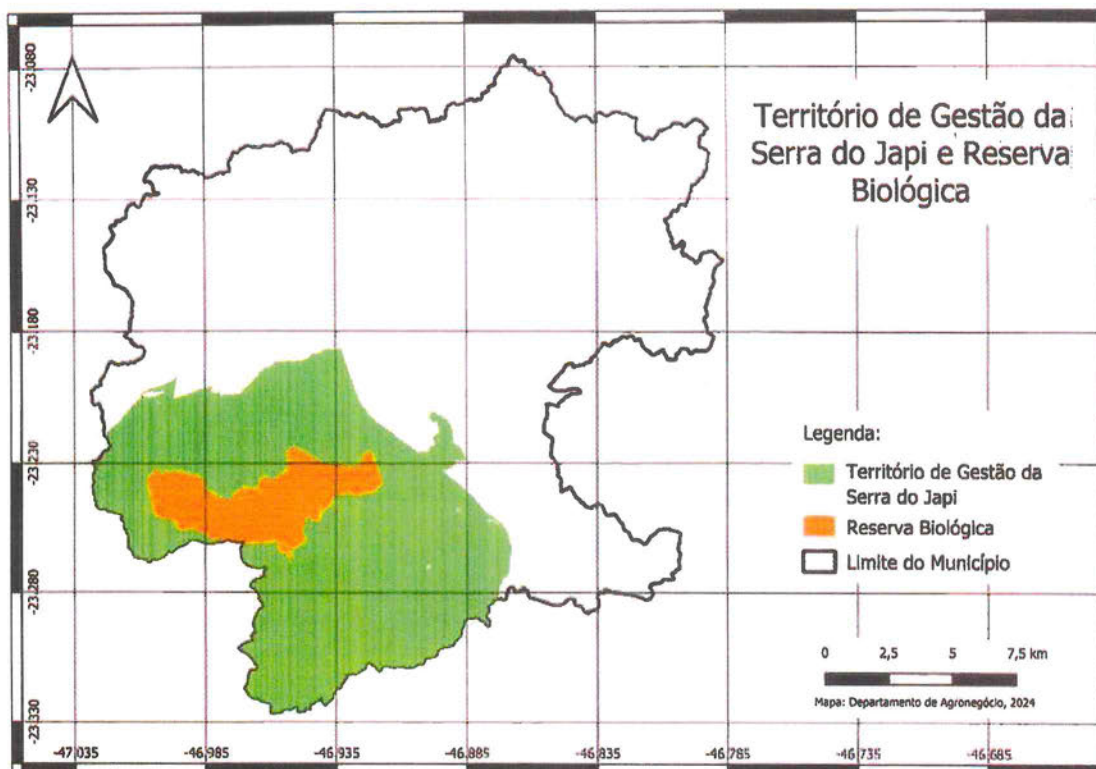 Território de Gestão da
Serra do Japi e Reserva
Biológica
-23.080
-23.130
-23.180
-23.230
-23.280
-23.330
Legenda:
Território de Gestão da
Serra do Japi
Reserva Biológica
Limite do Município
0 2,5 5 7,5 km
Mapa: Departamento de Agronegócio, 2024
-47.035 -46.985 -46.935 -46.885 -46.835 -46.785 -46.735 -46.685